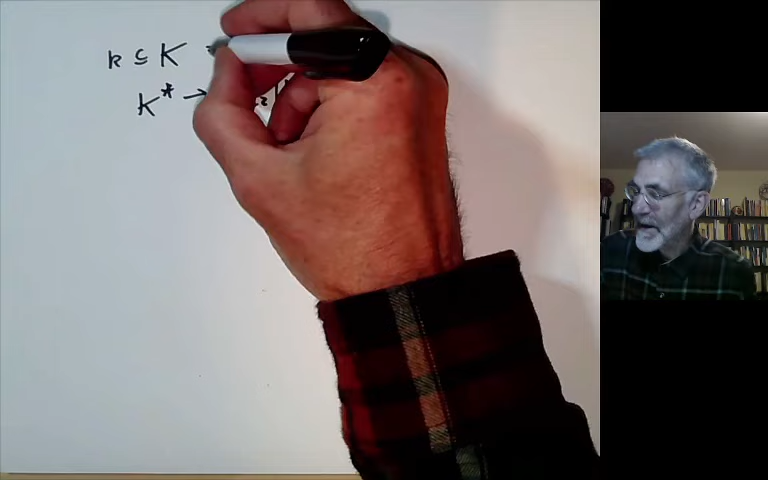 k ⊆ K
K* →